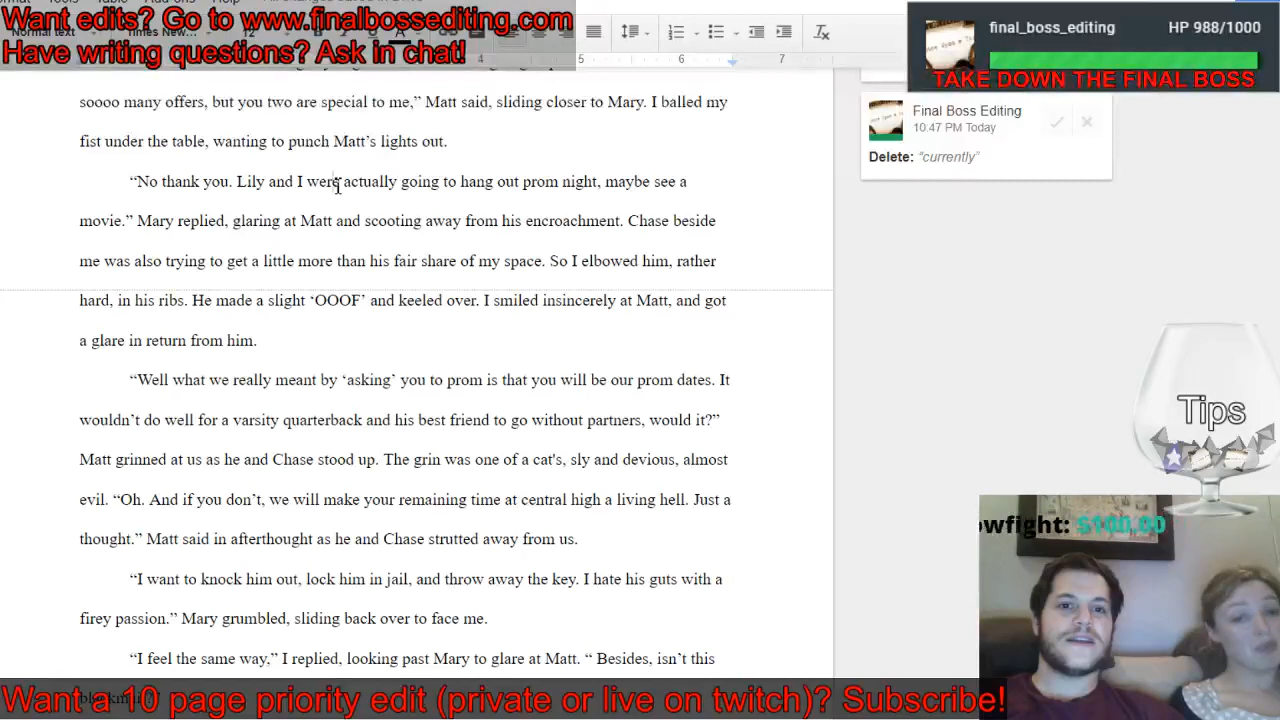 Want edits? Go to www.finalbossediting.com
Have writing questions? Ask in chat!
5
6
7
final_boss_editing HP 988/1000
TAKE DOWN THE FINAL BOSS
Final Boss Editing
10:47 PM Today
Delete: "currently"
soooo many offers, but you two are special to me,” Matt said, sliding closer to Mary. I balled my
fist under the table, wanting to punch Matt’s lights out.
“No thank you. Lily and I were actually going to hang out prom night, maybe see a
movie.” Mary replied, glaring at Matt and scooting away from his encroachment. Chase beside
me was also trying to get a little more than his fair share of my space. So I elbowed him, rather
hard, in his ribs. He made a slight ‘OOOF’ and keeled over. I smiled insincerely at Matt, and got
a glare in return from him.
“Well what we really meant by ‘asking’ you to prom is that you will be our prom dates. It
wouldn’t do well for a varsity quarterback and his best friend to go without partners, would it?”
Matt grinned at us as he and Chase stood up. The grin was one of a cat's, sly and devious, almost
evil. “Oh. And if you don’t, we will make your remaining time at central high a living hell. Just a
thought.” Matt said in afterthought as he and Chase strutted away from us.
“I want to knock him out, lock him in jail, and throw away the key. I hate his guts with a
firey passion.” Mary grumbled, sliding back over to face me.
“I feel the same way,” I replied, looking past Mary to glare at Matt. “ Besides, isn’t this
Tips
owfight: $100.00
Want a 10 page priority edit (private or live on twitch)? Subscribe!